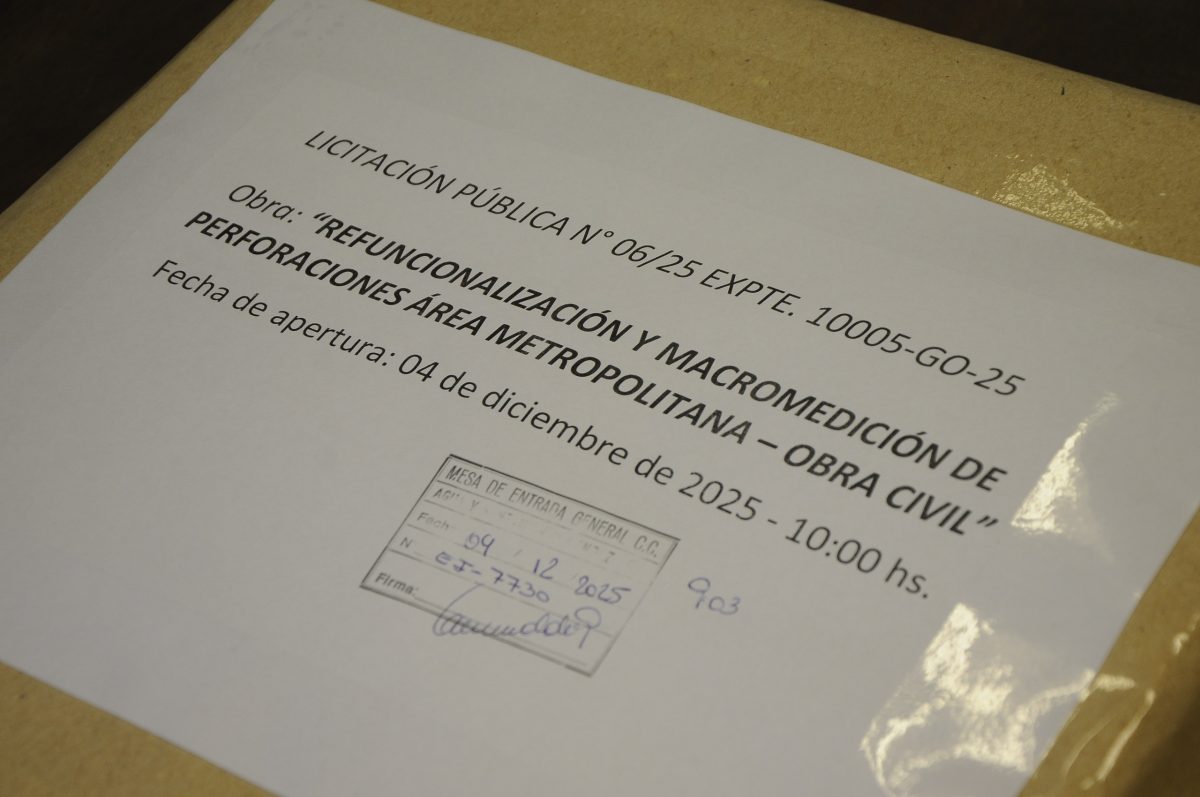 LICITACIÓN PÚBLICA N° 06/25 EXPTE. 10005-GO-25
Obra: “REFUNCIONALIZACIÓN Y MACROMEDICIÓN DE
PERFORACIONES ÁREA METROPOLITANA – OBRA CIVIL”
Fecha de apertura: 04 de diciembre de 2025 - 10:00 hs.
MESA DE ENTRADA GENERAL C.C.
Y
Fecha 04 / 12 / 2025
N EI-7730
Firma:
903